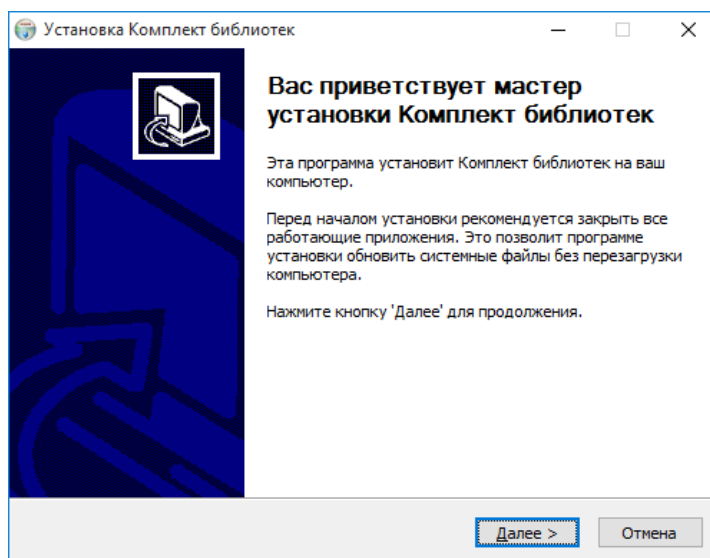 Установка Комплект библиотек
Вас приветствует мастер
установки Комплект библиотек
Эта программа установит Комплект библиотек на ваш
компьютер.
Перед началом установки рекомендуется закрыть все
работающие приложения. Это позволит программе
установки обновить системные файлы без перезагрузки
компьютера.
Нажмите кнопку 'Далее' для продолжения.
Далее >
Отмена